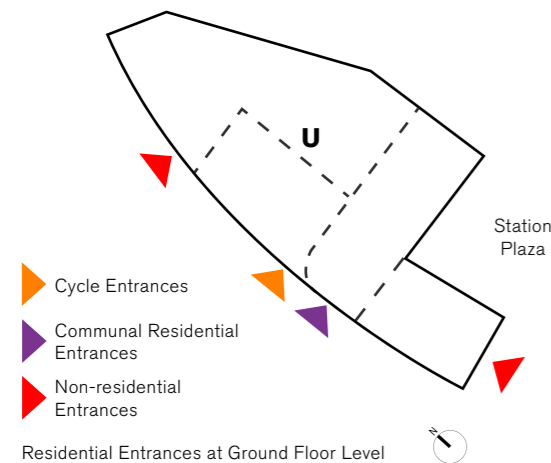 U
Station
Plaza
Cycle Entrances
Communal Residential
Entrances
Non-residential
Entrances
Residential Entrances at Ground Floor Level
N